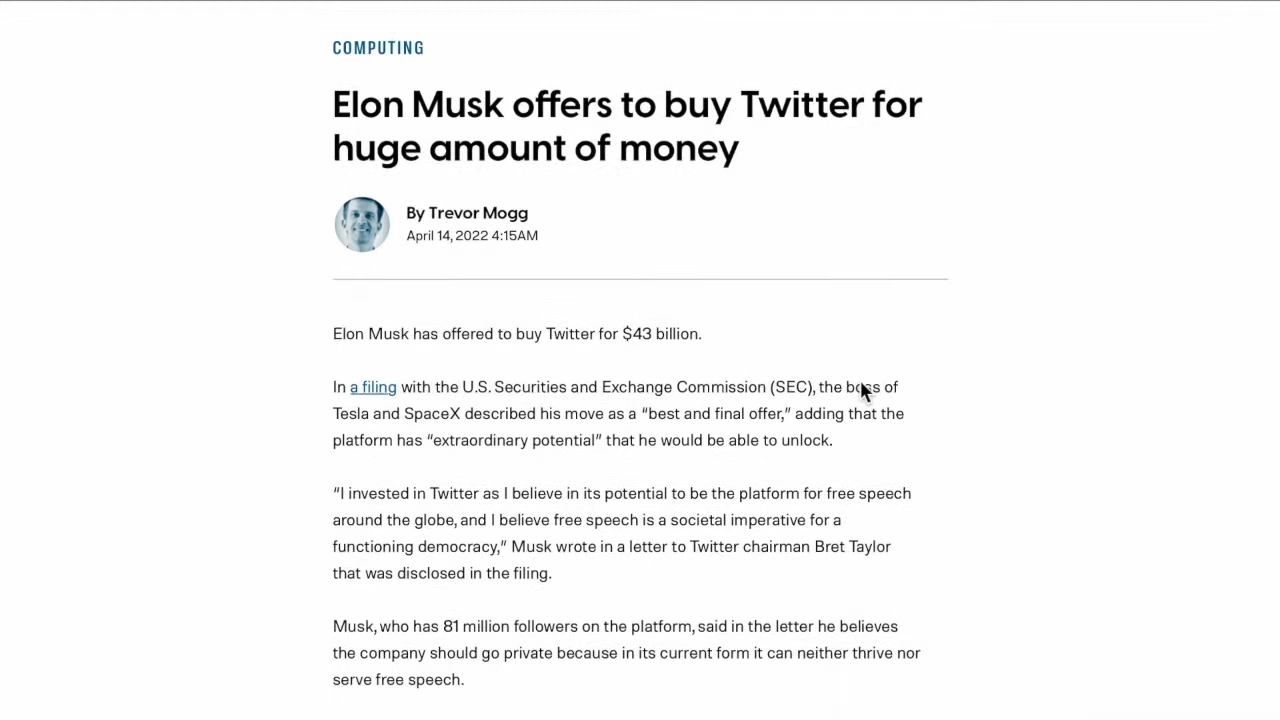 COMPUTING
Elon Musk offers to buy Twitter for
huge amount of money
By Trevor Mogg
April 14, 2022 4:15AM
Elon Musk has offered to buy Twitter for $43 billion.
In a filing with the U.S. Securities and Exchange Commission (SEC), the boss of
Tesla and SpaceX described his move as a “best and final offer,” adding that the
platform has “extraordinary potential” that he would be able to unlock.
“I invested in Twitter as I believe in its potential to be the platform for free speech
around the globe, and I believe free speech is a societal imperative for a
functioning democracy,” Musk wrote in a letter to Twitter chairman Bret Taylor
that was disclosed in the filing.
Musk, who has 81 million followers on the platform, said in the letter he believes
the company should go private because in its current form it can neither thrive nor
serve free speech.